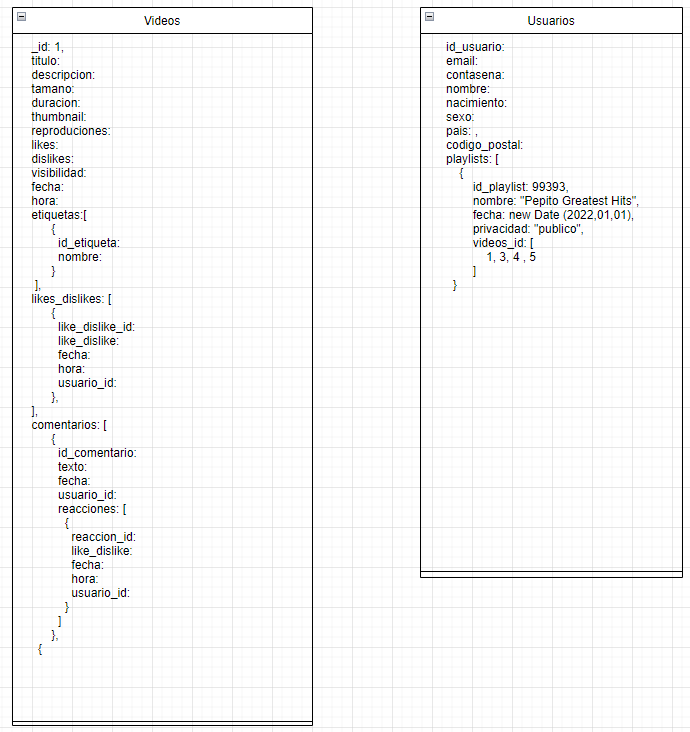 Videos
_id: 1,
titulo:
descripcion:
tamano:
duracion:
thumbnail:
reproduciones:
likes:
dislikes:
visibilidad:
fecha:
hora:
etiquetas:[
{
id_etiqueta:
nombre:
}
],
likes_dislikes: [
{
like_dislike_id:
like_dislike:
fecha:
hora:
usuario_id:
},
],
comentarios: [
{
id_comentario:
texto:
fecha:
usuario_id:
reacciones: [
{
reaccion_id:
like_dislike:
fecha:
hora:
usuario_id:
}
]
},
{
Usuarios
id_usuario:
email:
contasena:
nombre:
nacimiento:
sexo:
pais: ,
codigo_postal:
playlists: [
{
id_playlist: 99393,
nombre: "Pepito Greatest Hits",
fecha: new Date (2022,01,01),
privacidad: "publico",
videos_id: [
1, 3, 4 , 5
]
}